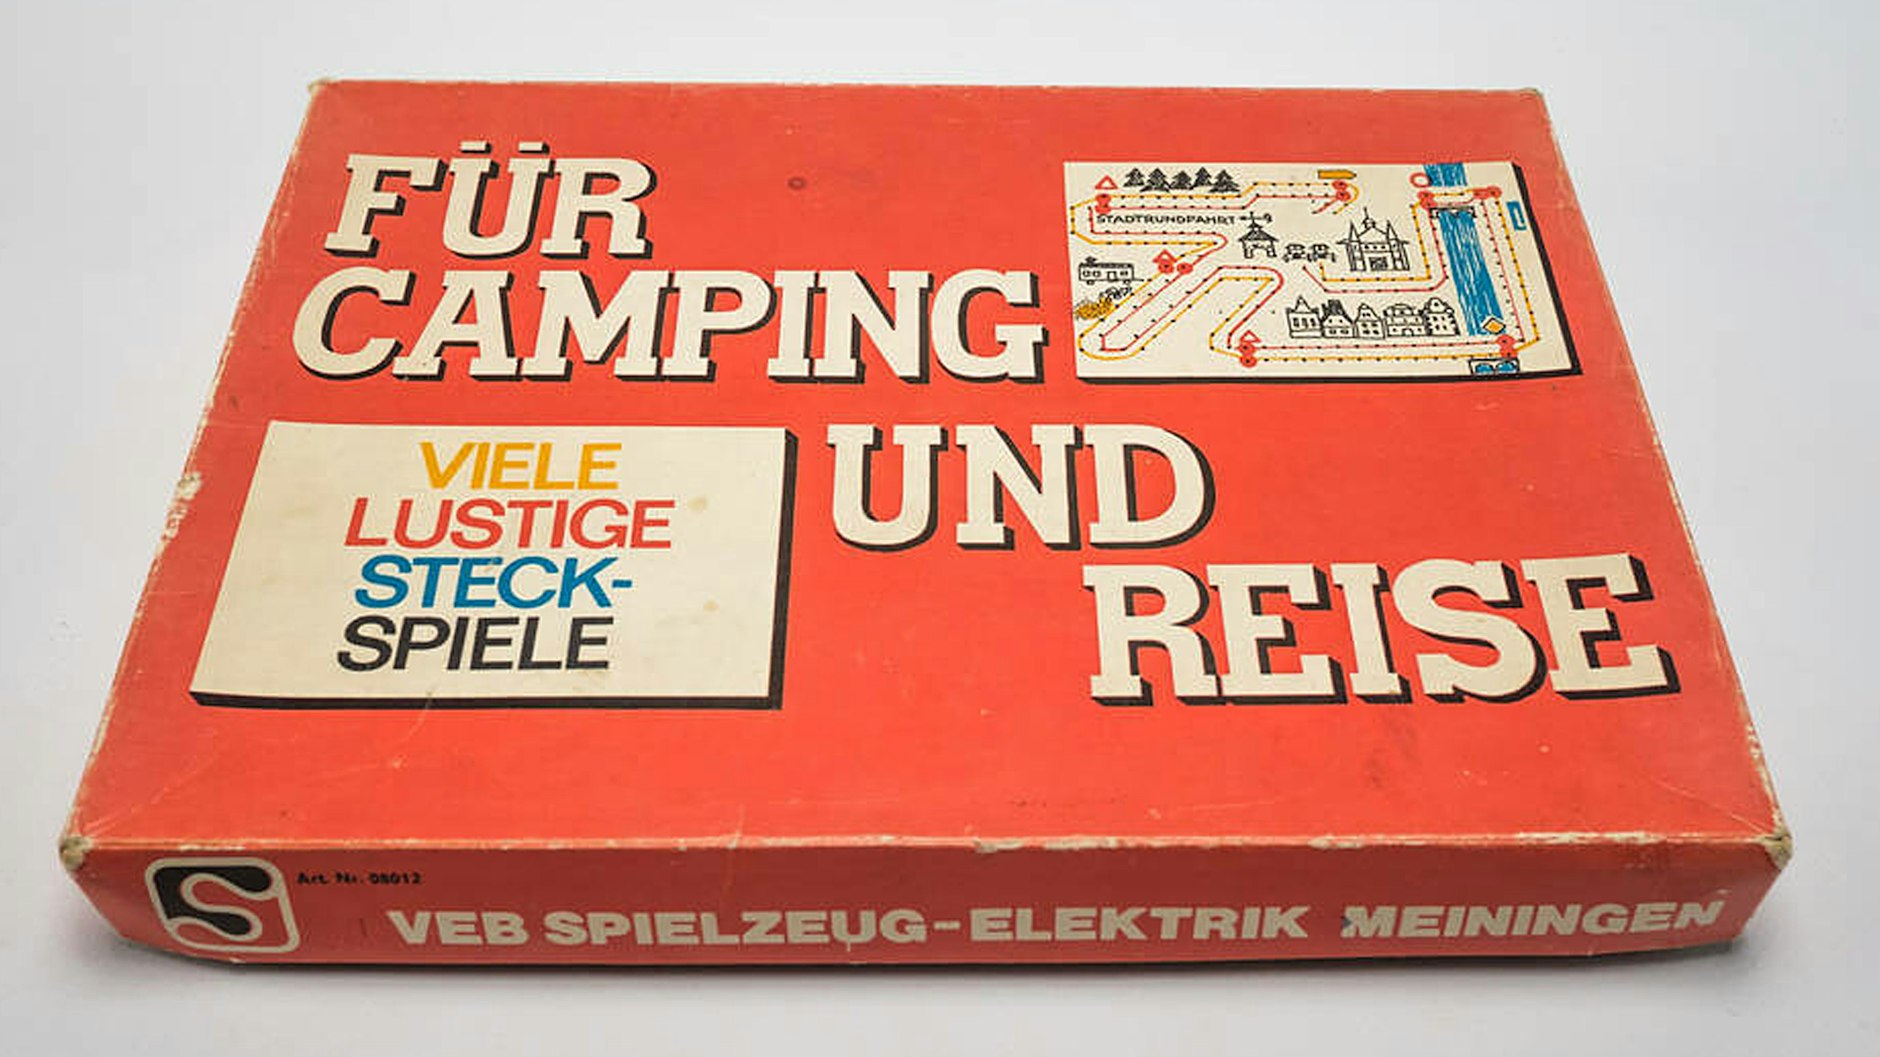 FÜR
CAMPING
STADTRUNDFAHRT
VIELE
LUSTIGE
STECK-
SPIELE
UND
REISE
S
Art. Nr. 08012
VEB SPIELZEUG-ELEKTRIK MEININGEN